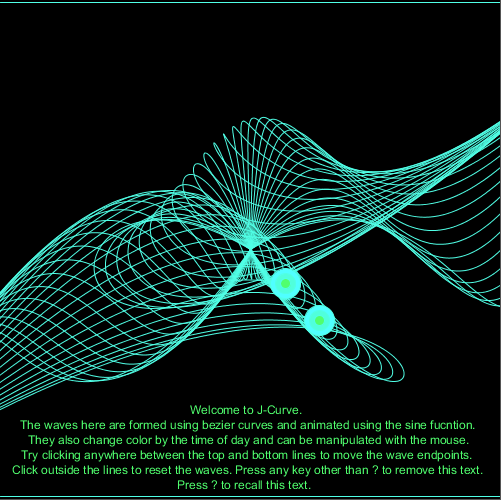 Welcome to J-Curve.
The waves here are formed using bezier curves and animated using the sine fucntion.
They also change color by the time of day and can be manipulated with the mouse.
Try clicking anywhere between the top and bottom lines to move the wave endpoints.
Click outside the lines to reset the waves. Press any key other than ? to remove this text.
Press ? to recall this text.